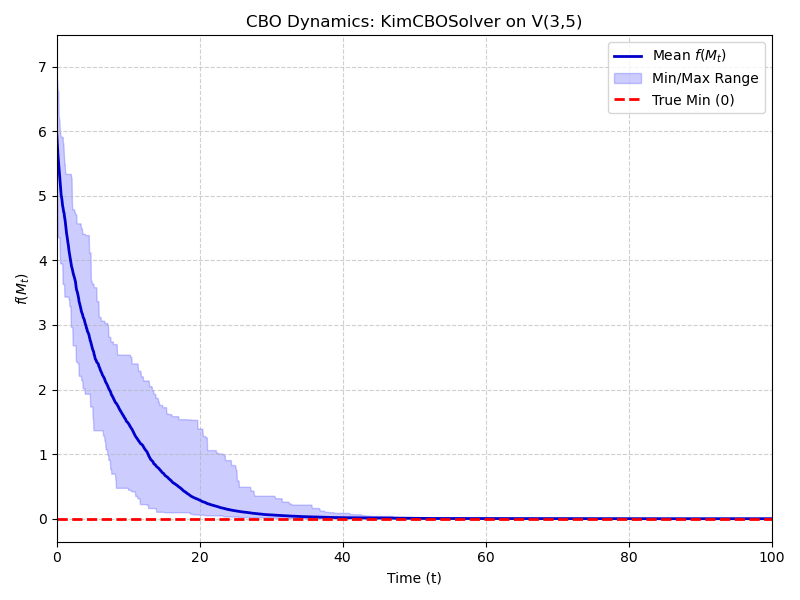 CBO Dynamics: KimCBOSolver on V(3,5)
Mean f(M_t)
Min/Max Range
True Min (0)
7
6
5
4
3
2
1
0
f(M_t)
0 20 40 60 80 100
Time (t)